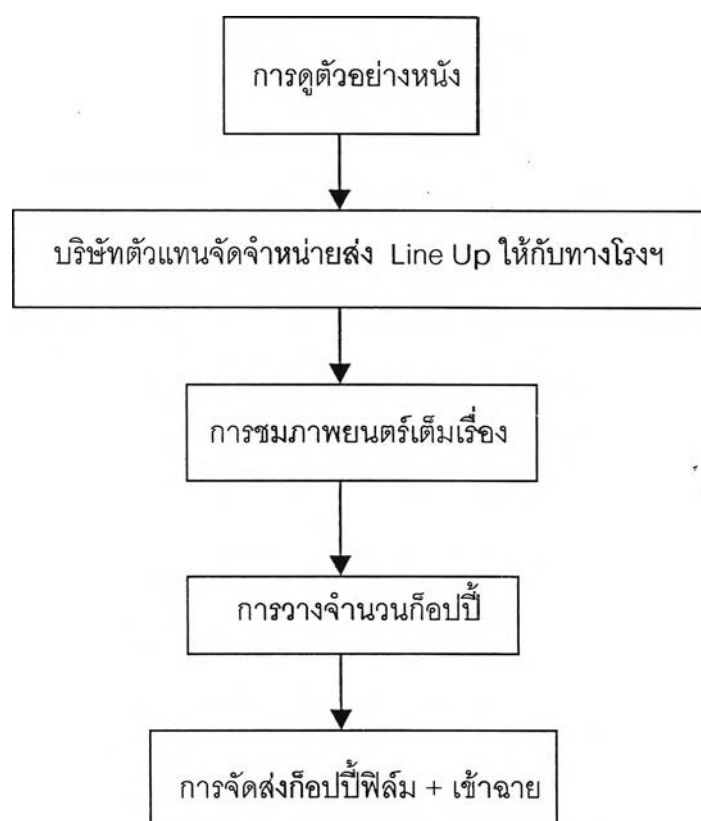 การดูตัวอย่างหนัง
บริษัทตัวแทนจัดจำหน่ายส่ง Line Up ให้กับทางโรงฯ
การชมภาพยนตร์เต็มเรื่อง
การวางจำนวนก็อปปี้
การจัดส่งก็อปปี้ฟิล์ม + เข้าฉาย